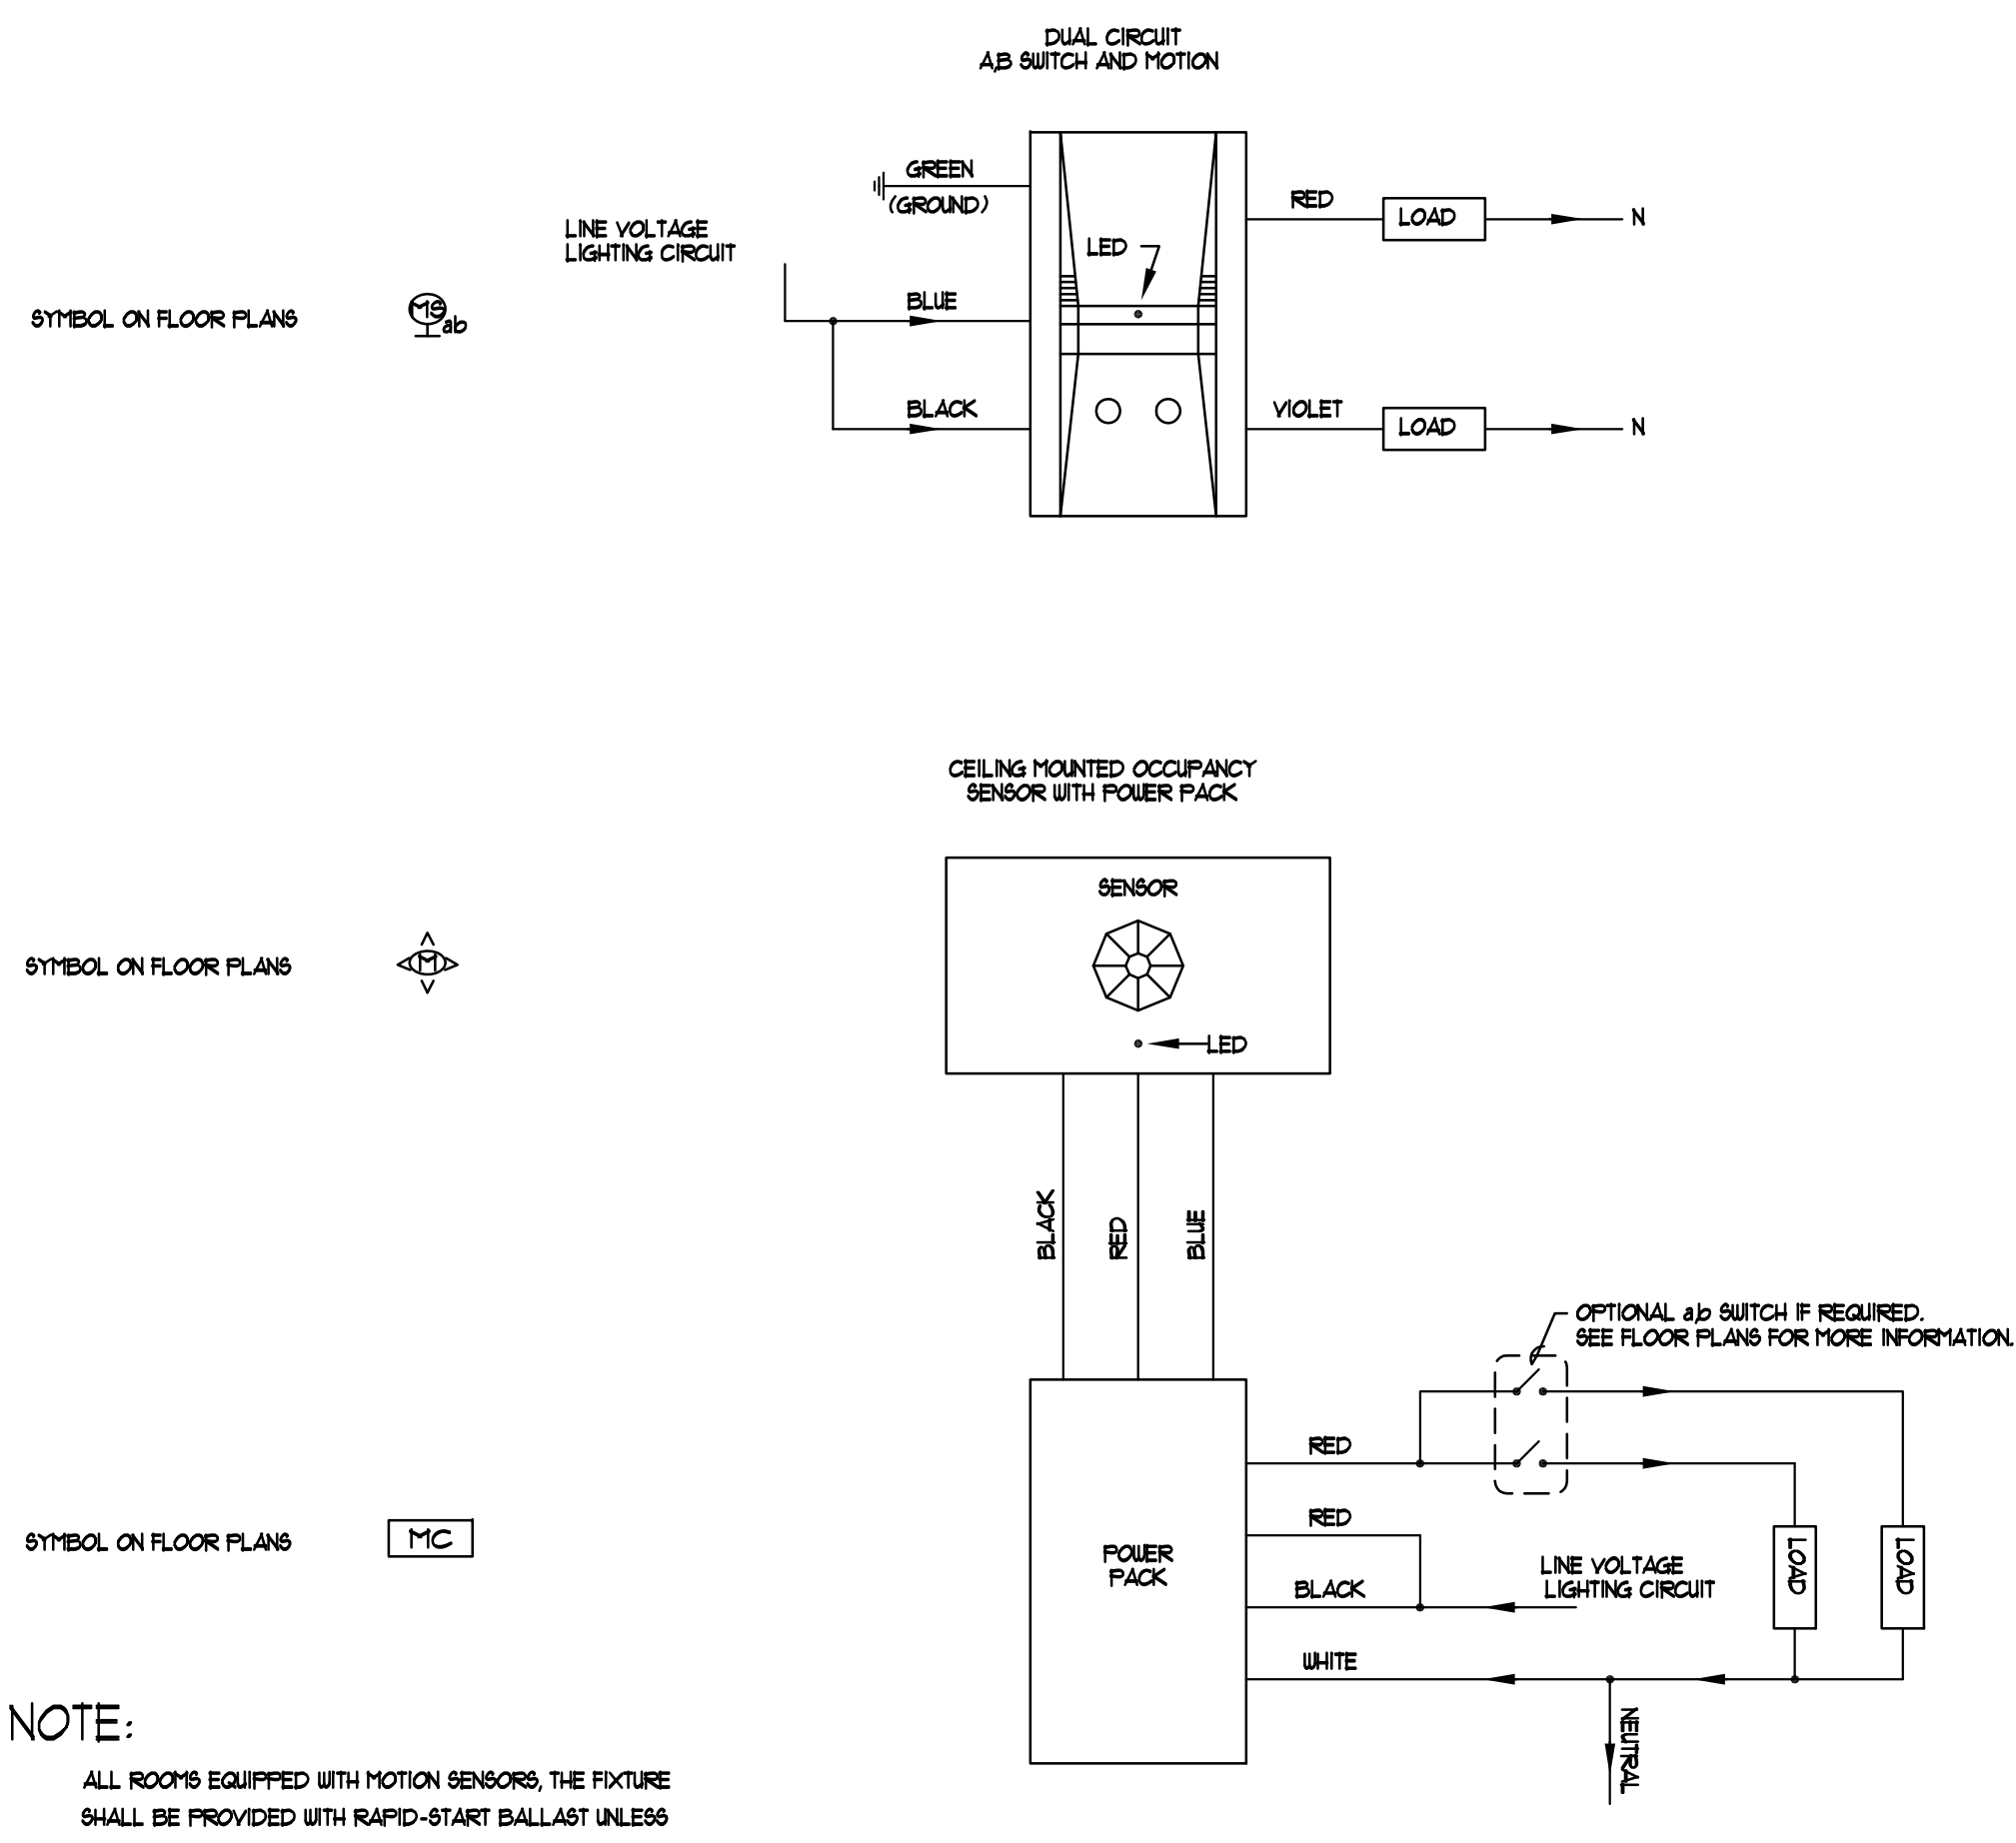 DUAL CIRCUIT
A,B SWITCH AND MOTION
GREEN
(GROUND)
LINE VOLTAGE
LIGHTING CIRCUIT
RED
LOAD
N
LED
SYMBOL ON FLOOR PLANS
MS
ab
BLUE
BLACK
VIOLET
LOAD
N
CEILING MOUNTED OCCUPANCY
SENSOR WITH POWER PACK
SENSOR
SYMBOL ON FLOOR PLANS
M
LED
BLACK
RED
BLUE
OPTIONAL a,b SWITCH IF REQUIRED.
SEE FLOOR PLANS FOR MORE INFORMATION.
RED
RED
SYMBOL ON FLOOR PLANS
MC
POWER
PACK
BLACK
LINE VOLTAGE
LIGHTING CIRCUIT
LOAD
LOAD
WHITE
NEUTRAL
NOTE:
ALL ROOMS EQUIPPED WITH MOTION SENSORS, THE FIXTURE
SHALL BE PROVIDED WITH RAPID-START BALLAST UNLESS